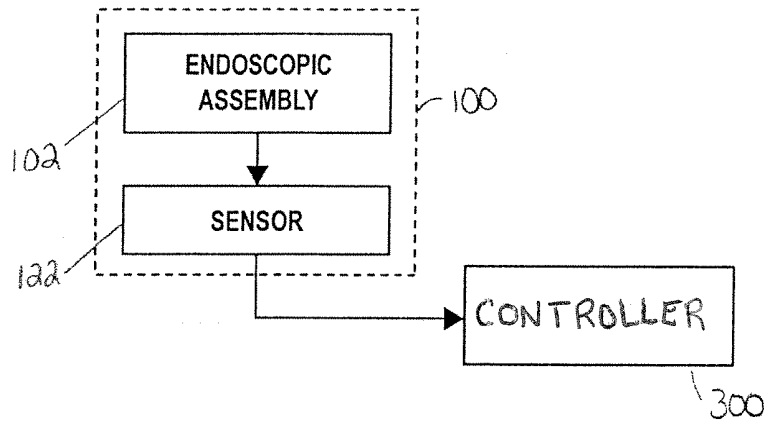 ENDOSCOPIC
ASSEMBLY
100
102
SENSOR
122
CONTROLLER
300